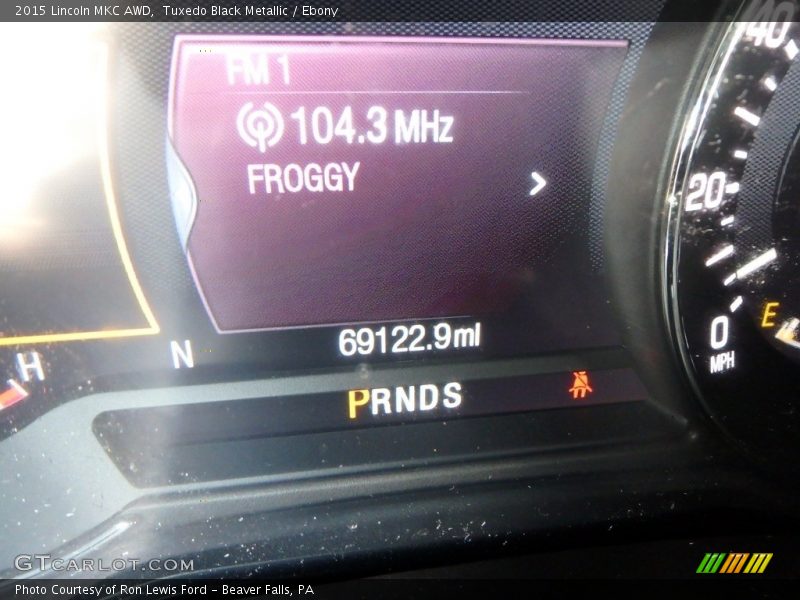 2015 Lincoln MKC AWD,  Tuxedo Black Metallic / Ebony
FM 1
104.3 MHz
FROGGY
69122.9mi
H
N
PRNDS
40
20
0
MPH
E
GTCARLOT.COM
Photo Courtesy of Ron Lewis Ford – Beaver Falls, PA